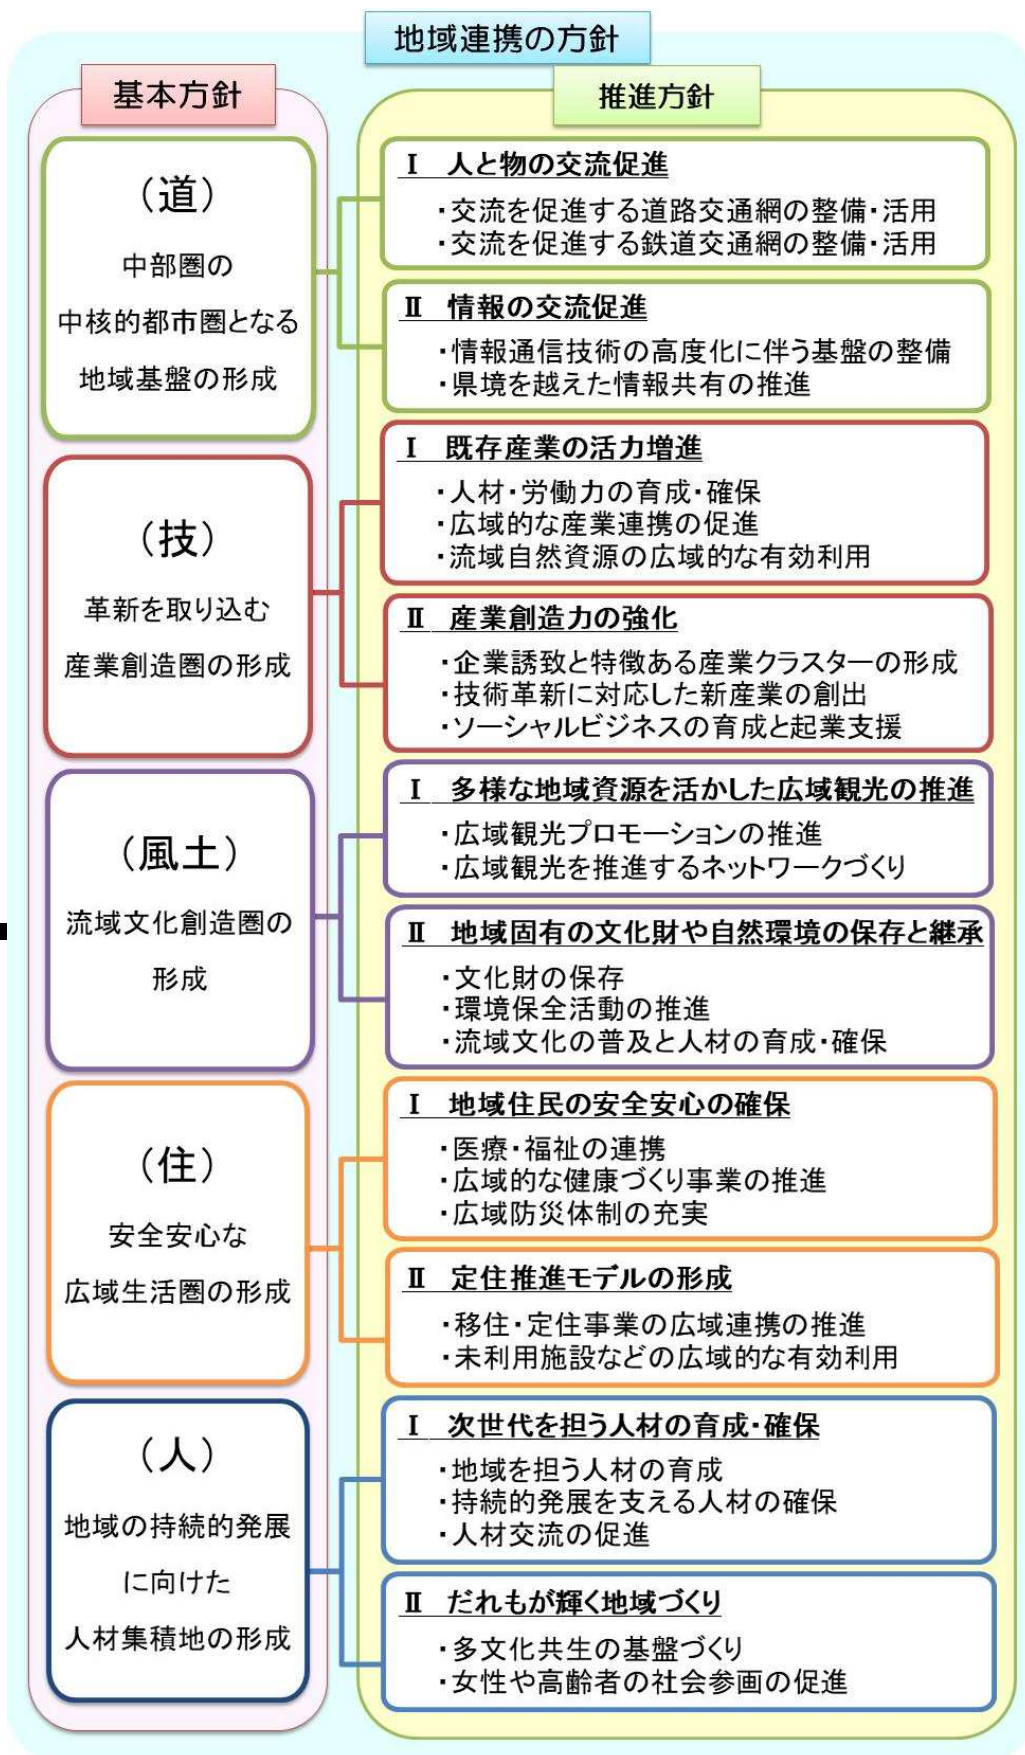 地域連携の方針
基本方針
推進方針
（道）
中部圏の
中核的都市圏となる
地域基盤の形成
Ⅰ　人と物の交流促進
・交流を促進する道路交通網の整備・活用
・交流を促進する鉄道交通網の整備・活用
Ⅱ　情報の交流促進
・情報通信技術の高度化に伴う基盤の整備
・県境を越えた情報共有の推進
（技）
革新を取り込む
産業創造圏の形成
Ⅰ　既存産業の活力増進
・人材・労働力の育成・確保
・広域的な産業連携の促進
・流域自然資源の広域的な有効利用
Ⅱ　産業創造力の強化
・企業誘致と特徴ある産業クラスターの形成
・技術革新に対応した新産業の創出
・ソーシャルビジネスの育成と起業支援
（風土）
流域文化創造圏の
形成
Ⅰ　多様な地域資源を活かした広域観光の推進
・広域観光プロモーションの推進
・広域観光を推進するネットワークづくり
Ⅱ　地域固有の文化財や自然環境の保存と継承
・文化財の保存
・環境保全活動の推進
・流域文化の普及と人材の育成・確保
（住）
安全安心な
広域生活圏の形成
Ⅰ　地域住民の安全安心の確保
・医療・福祉の連携
・広域的な健康づくり事業の推進
・広域防災体制の充実
Ⅱ　定住推進モデルの形成
・移住・定住事業の広域連携の推進
・未利用施設などの広域的な有効利用
（人）
地域の持続的発展
に向けた
人材集積地の形成
Ⅰ　次世代を担う人材の育成・確保
・地域を担う人材の育成
・持続的発展を支える人材の確保
・人材交流の促進
Ⅱ　だれもが輝く地域づくり
・多文化共生の基盤づくり
・女性や高齢者の社会参画の促進